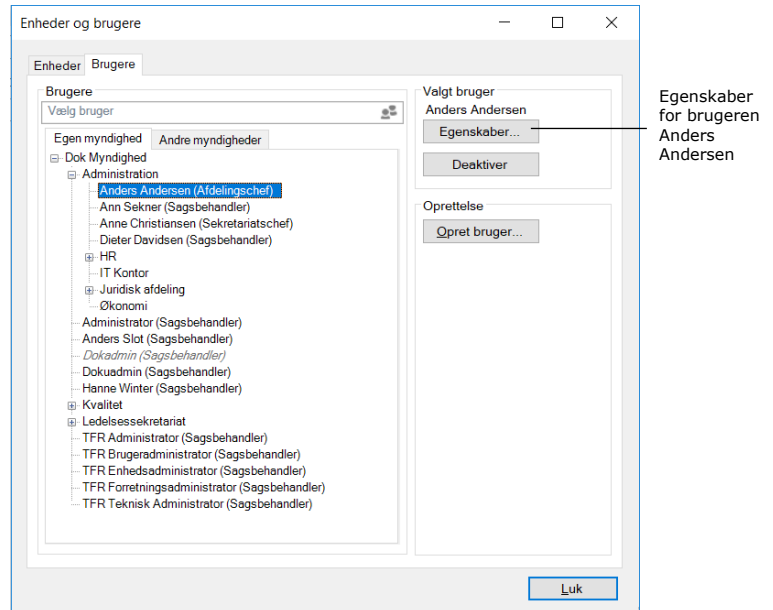 Enheder og brugere
Enheder
Brugere
Brugere
Vælg bruger
Egen myndighed
Andre myndigheder
Dok Myndighed
Administration
Anders Andersen (Afdelingschef)
Ann Sekner (Sagsbehandler)
Anne Christiansen (Sekretariatschef)
Dieter Davidsen (Sagsbehandler)
HR
IT Kontor
Juridisk afdeling
Økonomi
Administrator (Sagsbehandler)
Anders Slot (Sagsbehandler)
Dokadmin (Sagsbehandler)
Dokuadmin (Sagsbehandler)
Hanne Winter (Sagsbehandler)
Kvalitet
Ledelsessekretariat
TFR Administrator (Sagsbehandler)
TFR Brugeradministrator (Sagsbehandler)
TFR Enhedsadministrator (Sagsbehandler)
TFR Forretningsadministrator (Sagsbehandler)
TFR Teknisk Administrator (Sagsbehandler)
Valgt bruger
Anders Andersen
Egenskaber...
Deaktiver
Oprettelse
Opret bruger...
Luk
Egenskaber
for brugeren
Anders
Andersen